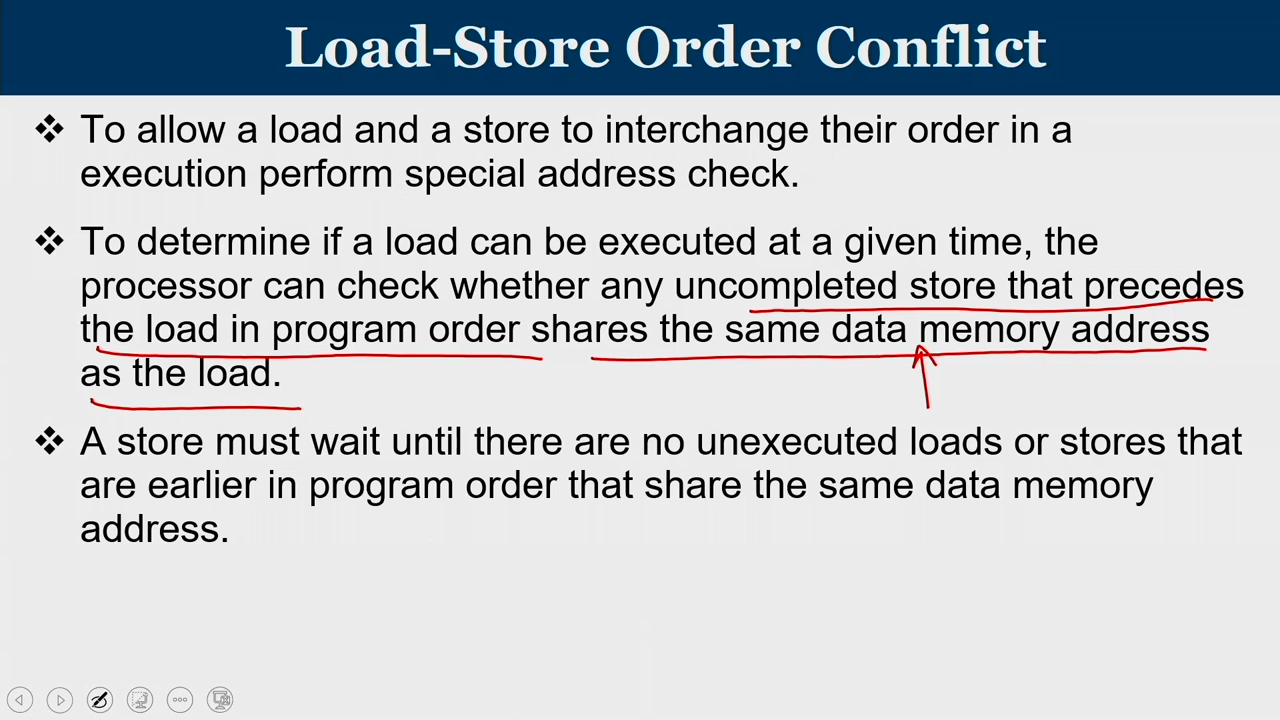 Load-Store Order Conflict
❖ To allow a load and a store to interchange their order in a
execution perform special address check.
❖ To determine if a load can be executed at a given time, the
processor can check whether any uncompleted store that precedes
the load in program order shares the same data memory address
as the load.
❖ A store must wait until there are no unexecuted loads or stores that
are earlier in program order that share the same data memory
address.